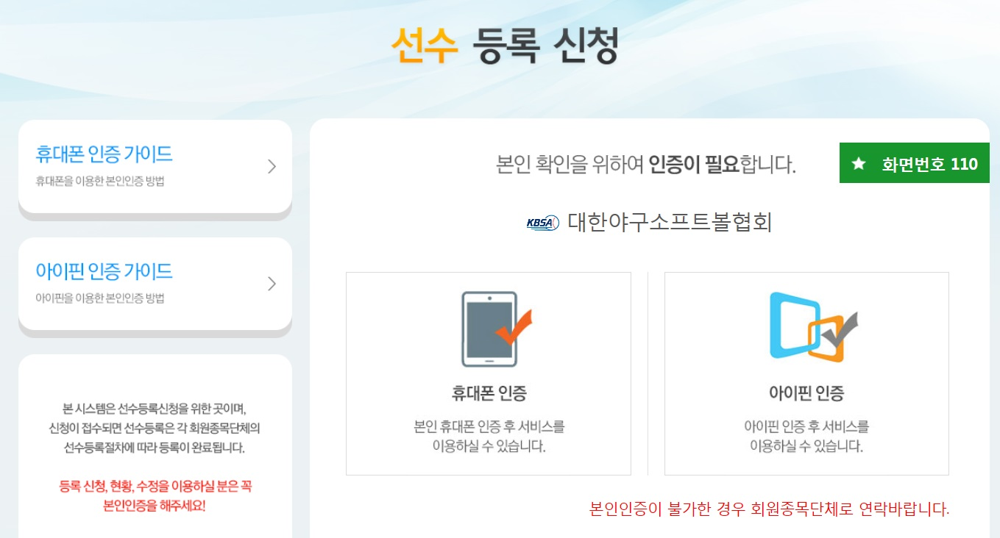 선수 등록 신청
휴대폰 인증 가이드
휴대폰을 이용한 본인인증 방법
아이핀 인증 가이드
아이핀을 이용한 본인인증 방법
본 시스템은 선수등록신청을 위한 곳이며,
신청이 접수되면 선수등록은 각 회원종목단체의
선수등록절차에 따라 등록이 완료됩니다.
등록 신청, 현황, 수정을 이용하실 분은 꼭
본인인증을 해주세요!
본인 확인을 위하여 인증이 필요합니다.
화면번호 110
KBSA 대한야구소프트볼협회
휴대폰 인증
본인 휴대폰 인증 후 서비스를
이용하실 수 있습니다.
아이핀 인증
아이핀 인증 후 서비스를
이용하실 수 있습니다.
본인인증이 불가한 경우 회원종목단체로 연락바랍니다.